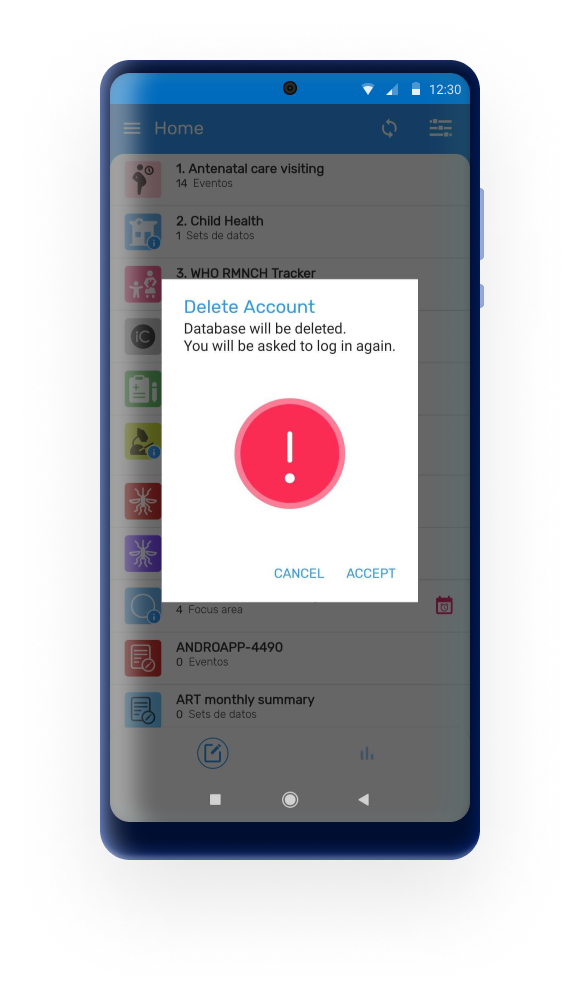 12:30
Home
1. Antenatal care visiting
14 Eventos
2. Child Health
1 Sets de datos
3. WHO RMNCH Tracker
Delete Account
Database will be deleted.
You will be asked to log in again.
iC
CANCEL ACCEPT
4 Focus area
ANDROAPP-4490
0 Eventos
ART monthly summary
0 Sets de datos